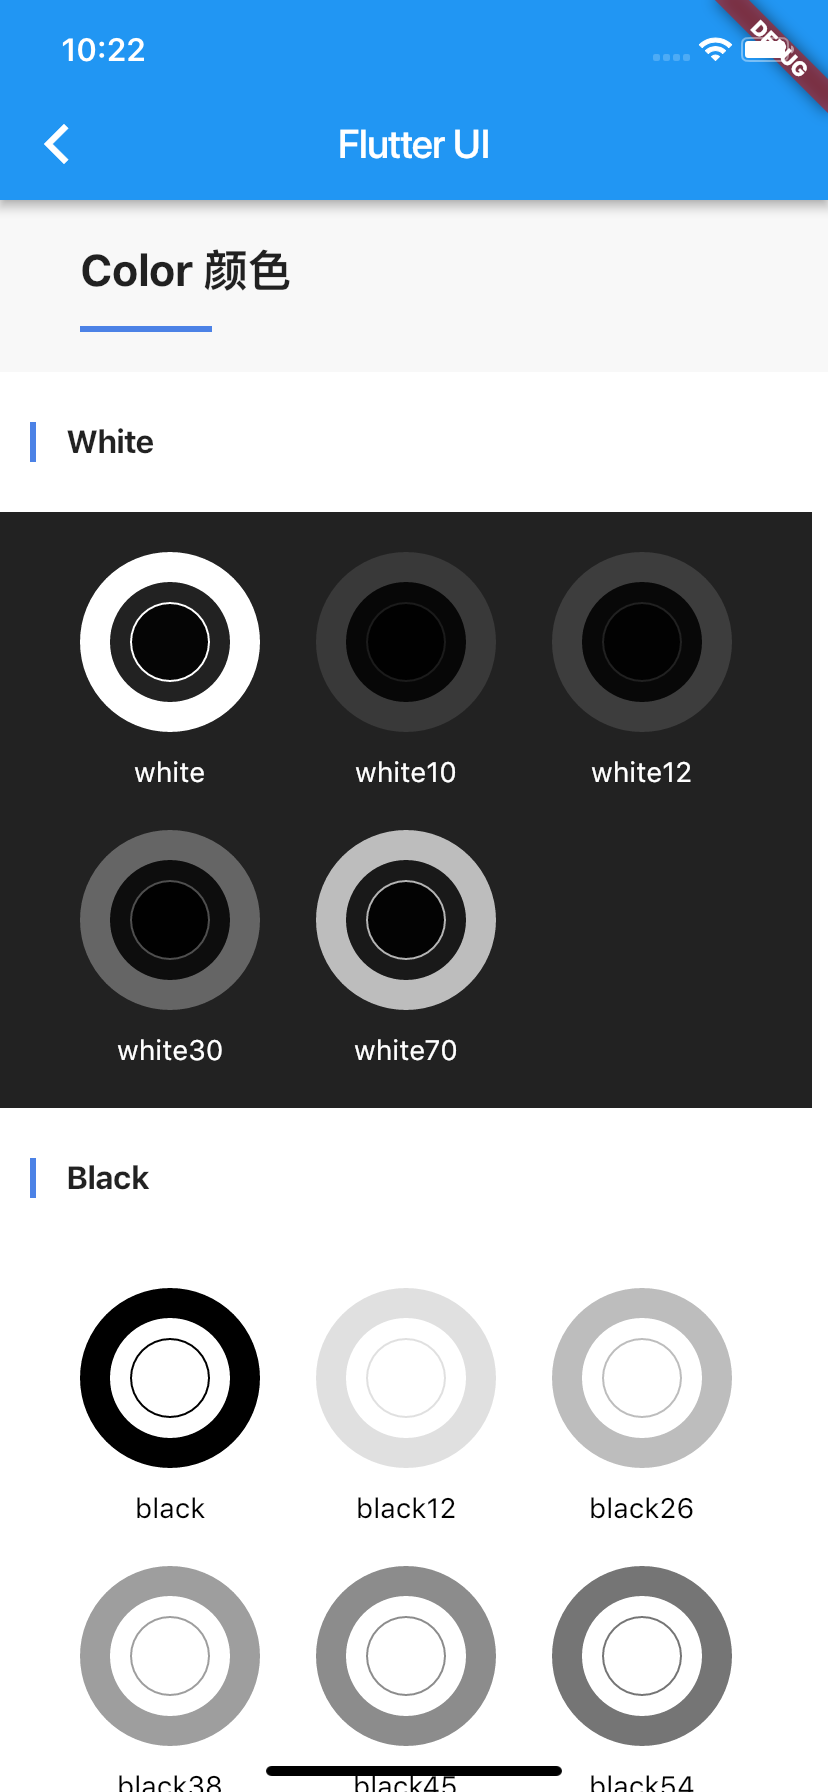 10:22
DEBUG
Flutter UI
Color 颜色
White
white white10 white12
white30 white70
Black
black black12 black26
black38 black45 black54